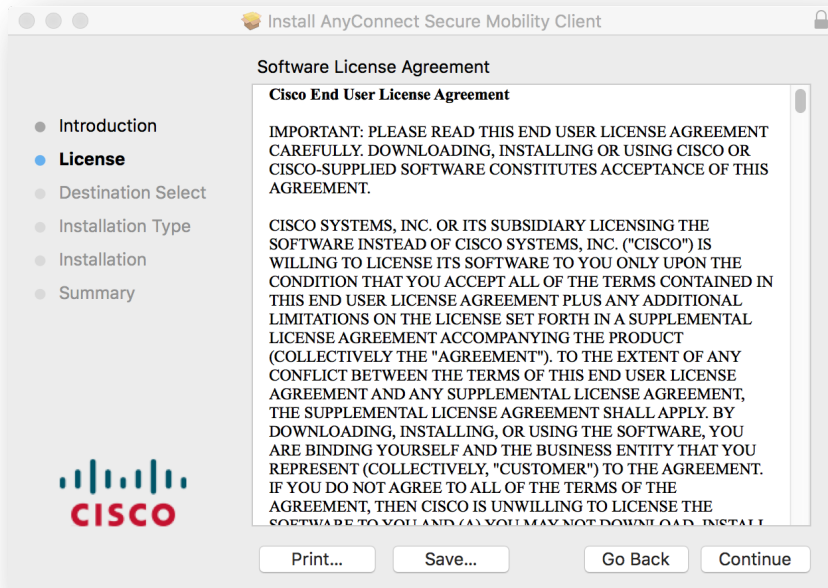 Install AnyConnect Secure Mobility Client
Software License Agreement
Introduction
License
Destination Select
Installation Type
Installation
Summary
CISCO
Cisco End User License Agreement
IMPORTANT: PLEASE READ THIS END USER LICENSE AGREEMENT
CAREFULLY. DOWNLOADING, INSTALLING OR USING CISCO OR
CISCO-SUPPLIED SOFTWARE CONSTITUTES ACCEPTANCE OF THIS
AGREEMENT.
CISCO SYSTEMS, INC. OR ITS SUBSIDIARY LICENSING THE
SOFTWARE INSTEAD OF CISCO SYSTEMS, INC. ("CISCO") IS
WILLING TO LICENSE ITS SOFTWARE TO YOU ONLY UPON THE
CONDITION THAT YOU ACCEPT ALL OF THE TERMS CONTAINED IN
THIS END USER LICENSE AGREEMENT PLUS ANY ADDITIONAL
LIMITATIONS ON THE LICENSE SET FORTH IN A SUPPLEMENTAL
LICENSE AGREEMENT ACCOMPANYING THE PRODUCT
(COLLECTIVELY THE "AGREEMENT"). TO THE EXTENT OF ANY
CONFLICT BETWEEN THE TERMS OF THIS END USER LICENSE
AGREEMENT AND ANY SUPPLEMENTAL LICENSE AGREEMENT,
THE SUPPLEMENTAL LICENSE AGREEMENT SHALL APPLY. BY
DOWNLOADING, INSTALLING, OR USING THE SOFTWARE, YOU
ARE BINDING YOURSELF AND THE BUSINESS ENTITY THAT YOU
REPRESENT (COLLECTIVELY, "CUSTOMER") TO THE AGREEMENT.
IF YOU DO NOT AGREE TO ALL OF THE TERMS OF THE
AGREEMENT, THEN CISCO IS UNWILLING TO LICENSE THE
SOFTWARE TO YOU AND (A) YOU MAY NOT DOWNLOAD, INSTALL
Print...
Save...
Go Back
Continue